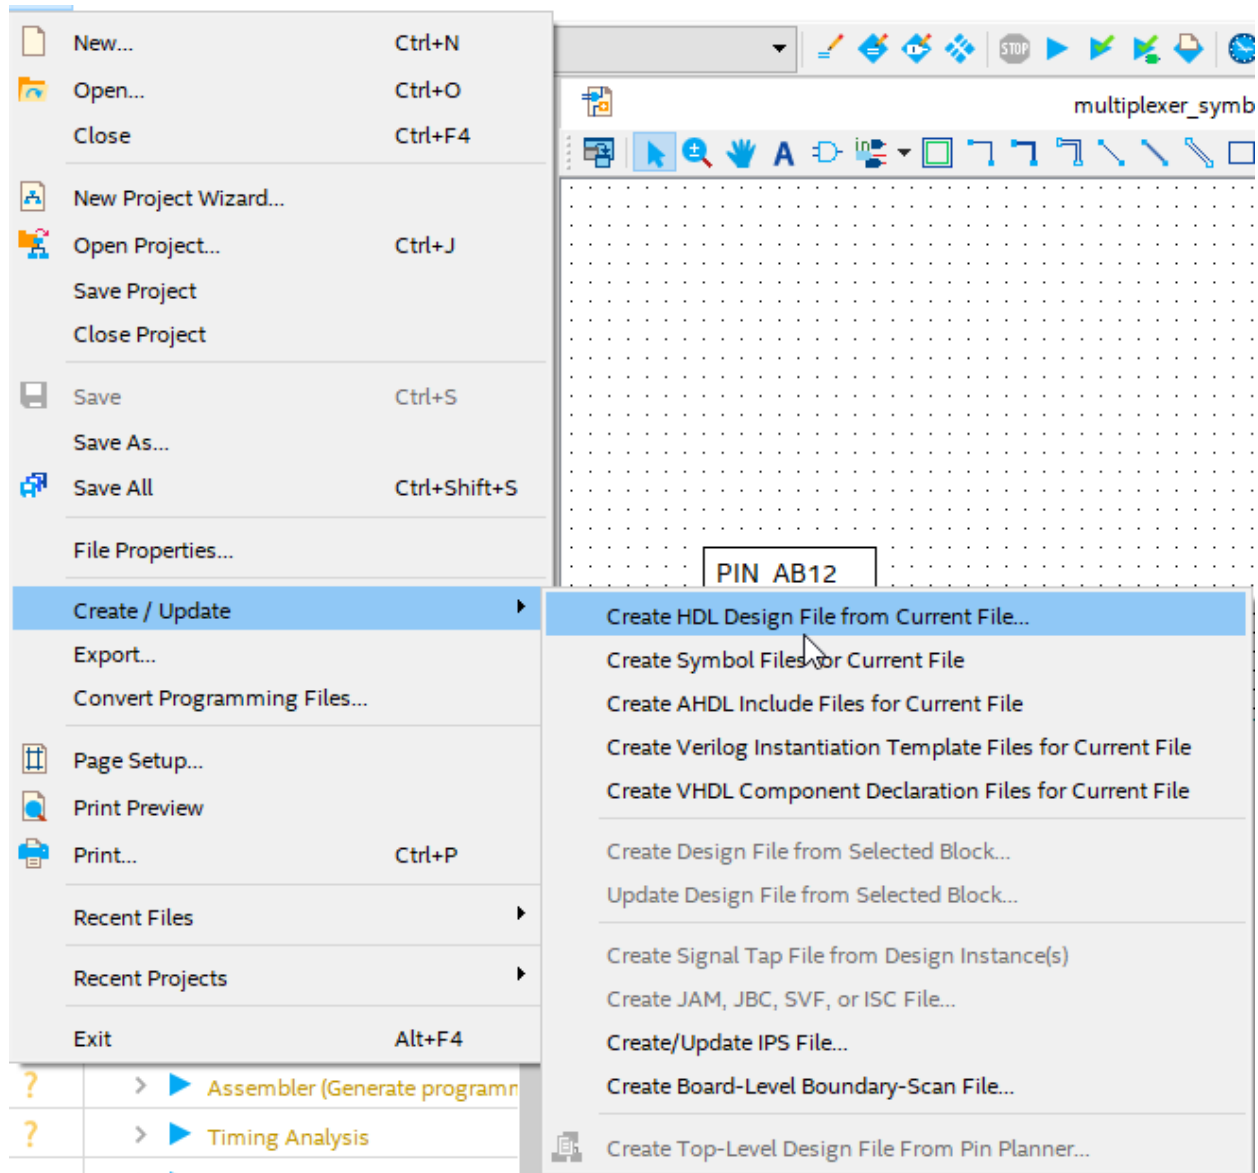 New... Ctrl+N
Open... Ctrl+O
Close Ctrl+F4
New Project Wizard...
Open Project... Ctrl+J
Save Project
Close Project
Save Ctrl+S
Save As...
Save All Ctrl+Shift+S
File Properties...
Create / Update
Export...
Convert Programming Files...
Page Setup...
Print Preview
Print... Ctrl+P
Recent Files
Recent Projects
Exit Alt+F4
? Assembler (Generate programm
? Timing Analysis
STOP
multiplexer_symb
A
PIN AB12
Create HDL Design File from Current File...
Create Symbol Files for Current File
Create AHDL Include Files for Current File
Create Verilog Instantiation Template Files for Current File
Create VHDL Component Declaration Files for Current File
Create Design File from Selected Block...
Update Design File from Selected Block...
Create Signal Tap File from Design Instance(s)
Create JAM, JBC, SVF, or ISC File...
Create/Update IPS File...
Create Board-Level Boundary-Scan File...
Create Top-Level Design File From Pin Planner...